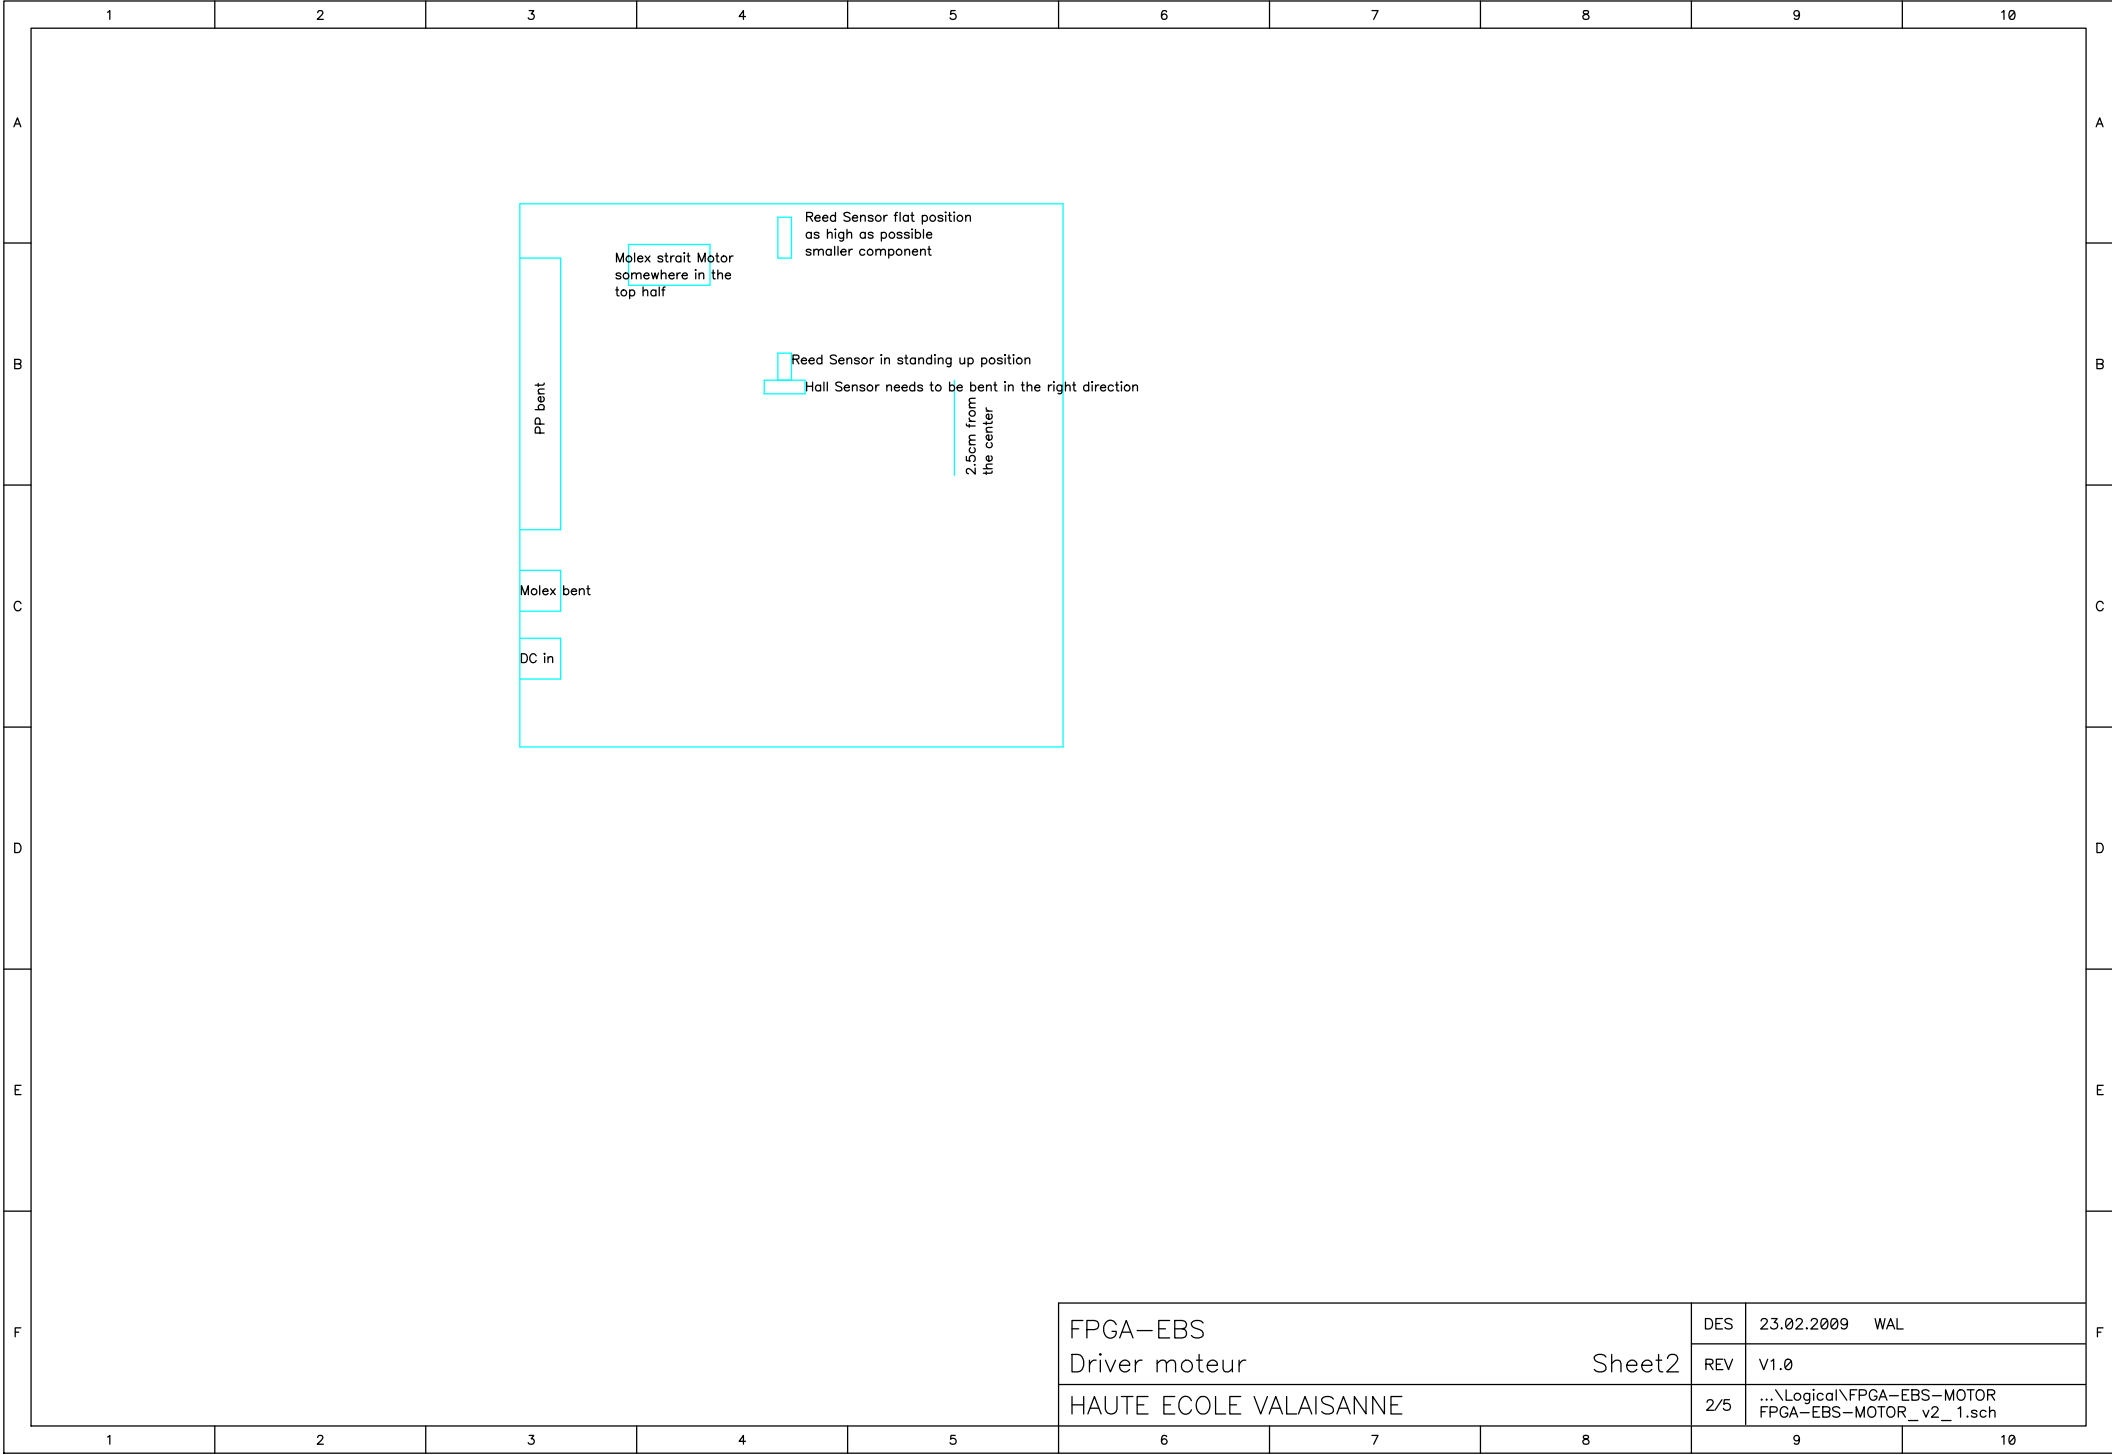 1 2 3 4 5 6 7 8 9 10
A A
Reed Sensor flat position
as high as possible
smaller component
Molex strait Motor
somewhere in the
top half
B B
Reed Sensor in standing up position
Hall Sensor needs to be bent in the right direction
PP bent
2.5cm from
the center
Molex bent
C C
DC in
D D
E E
F F
FPGA-EBS
Driver moteur Sheet2
HAUTE ECOLE VALAISANNE
DES 23.02.2009 WAL
REV V1.0
2/5 ...\Logical\FPGA-EBS-MOTOR
FPGA-EBS-MOTOR_v2_1.sch
1 2 3 4 5 6 7 8 9 10